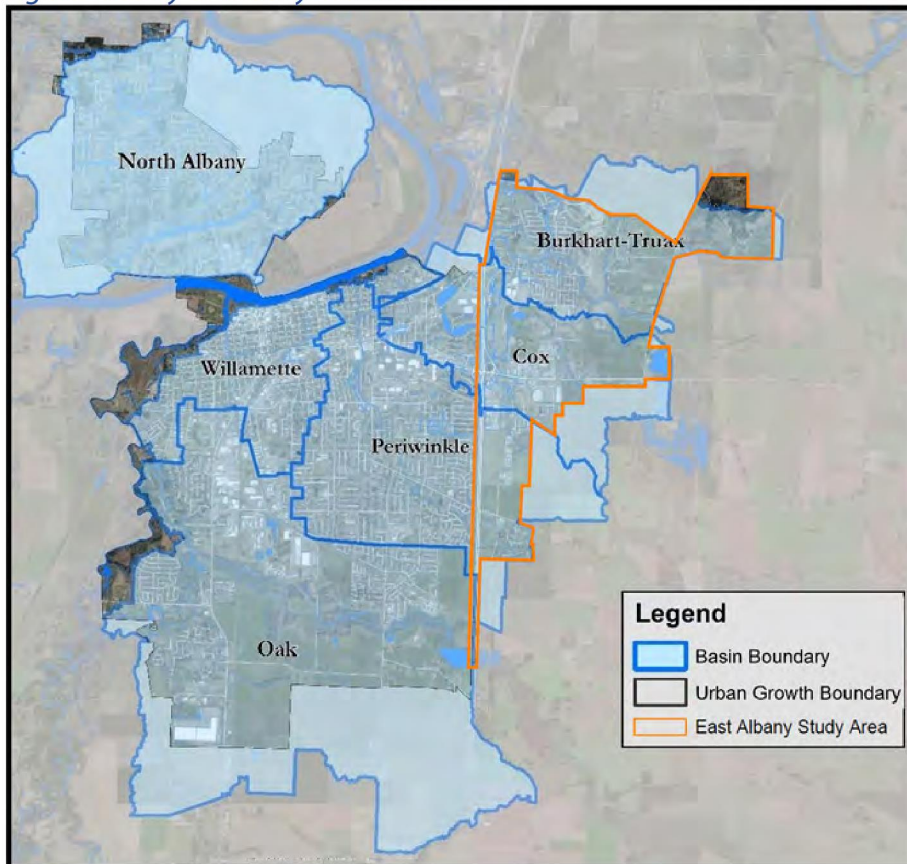 North Albany
Burkhart-Truax
Willamette
Cox
Periwinkle
Oak
Legend
Basin Boundary
Urban Growth Boundary
East Albany Study Area